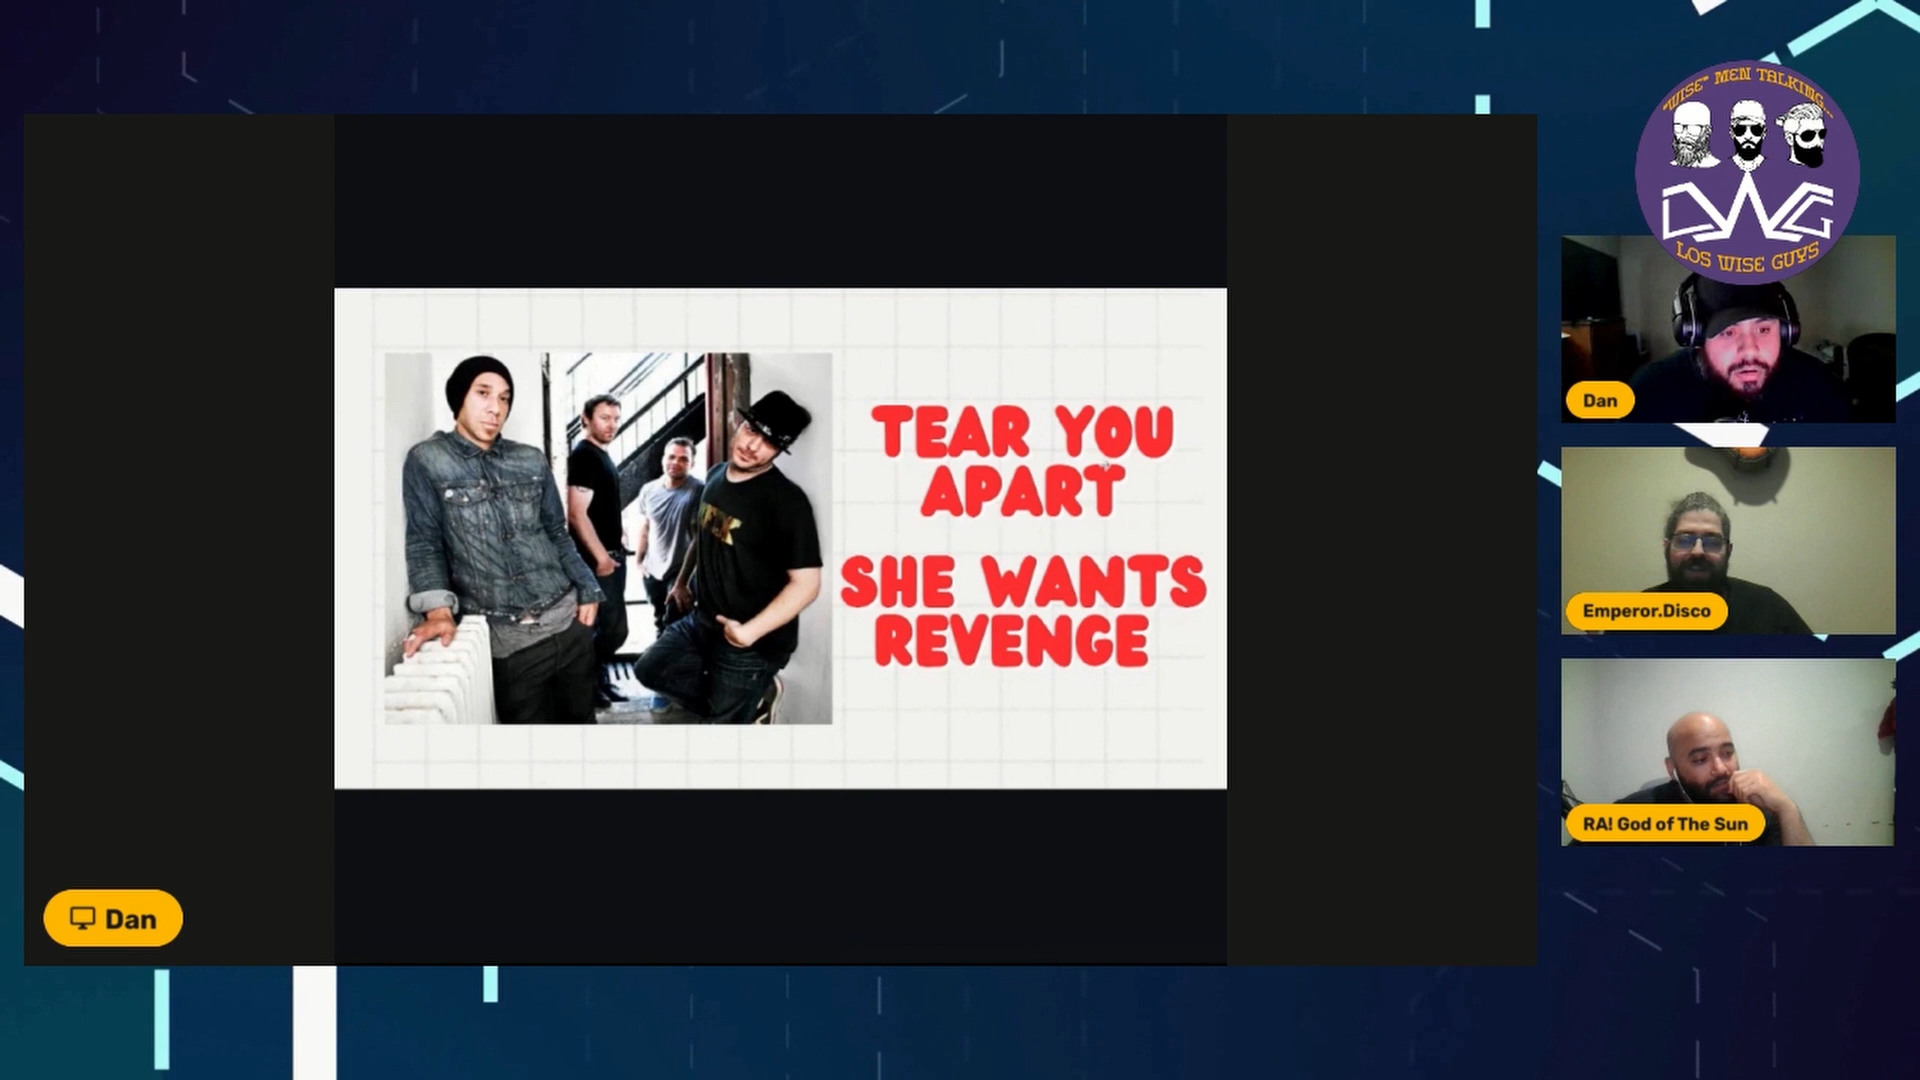 TEAR YOU
APART
SHE WANTS
REVENGE
Dan
"WISE" MEN TALKING...
LWG
LOS WISE GUYS
Dan
Emperor.Disco
RA! God of The Sun